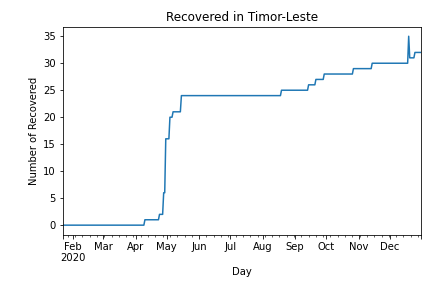 Recovered in Timor-Leste
35
30
25
20
15
10
5
0
Number of Recovered
Feb Mar Apr May Jun Jul Aug Sep Oct Nov Dec
2020
Day